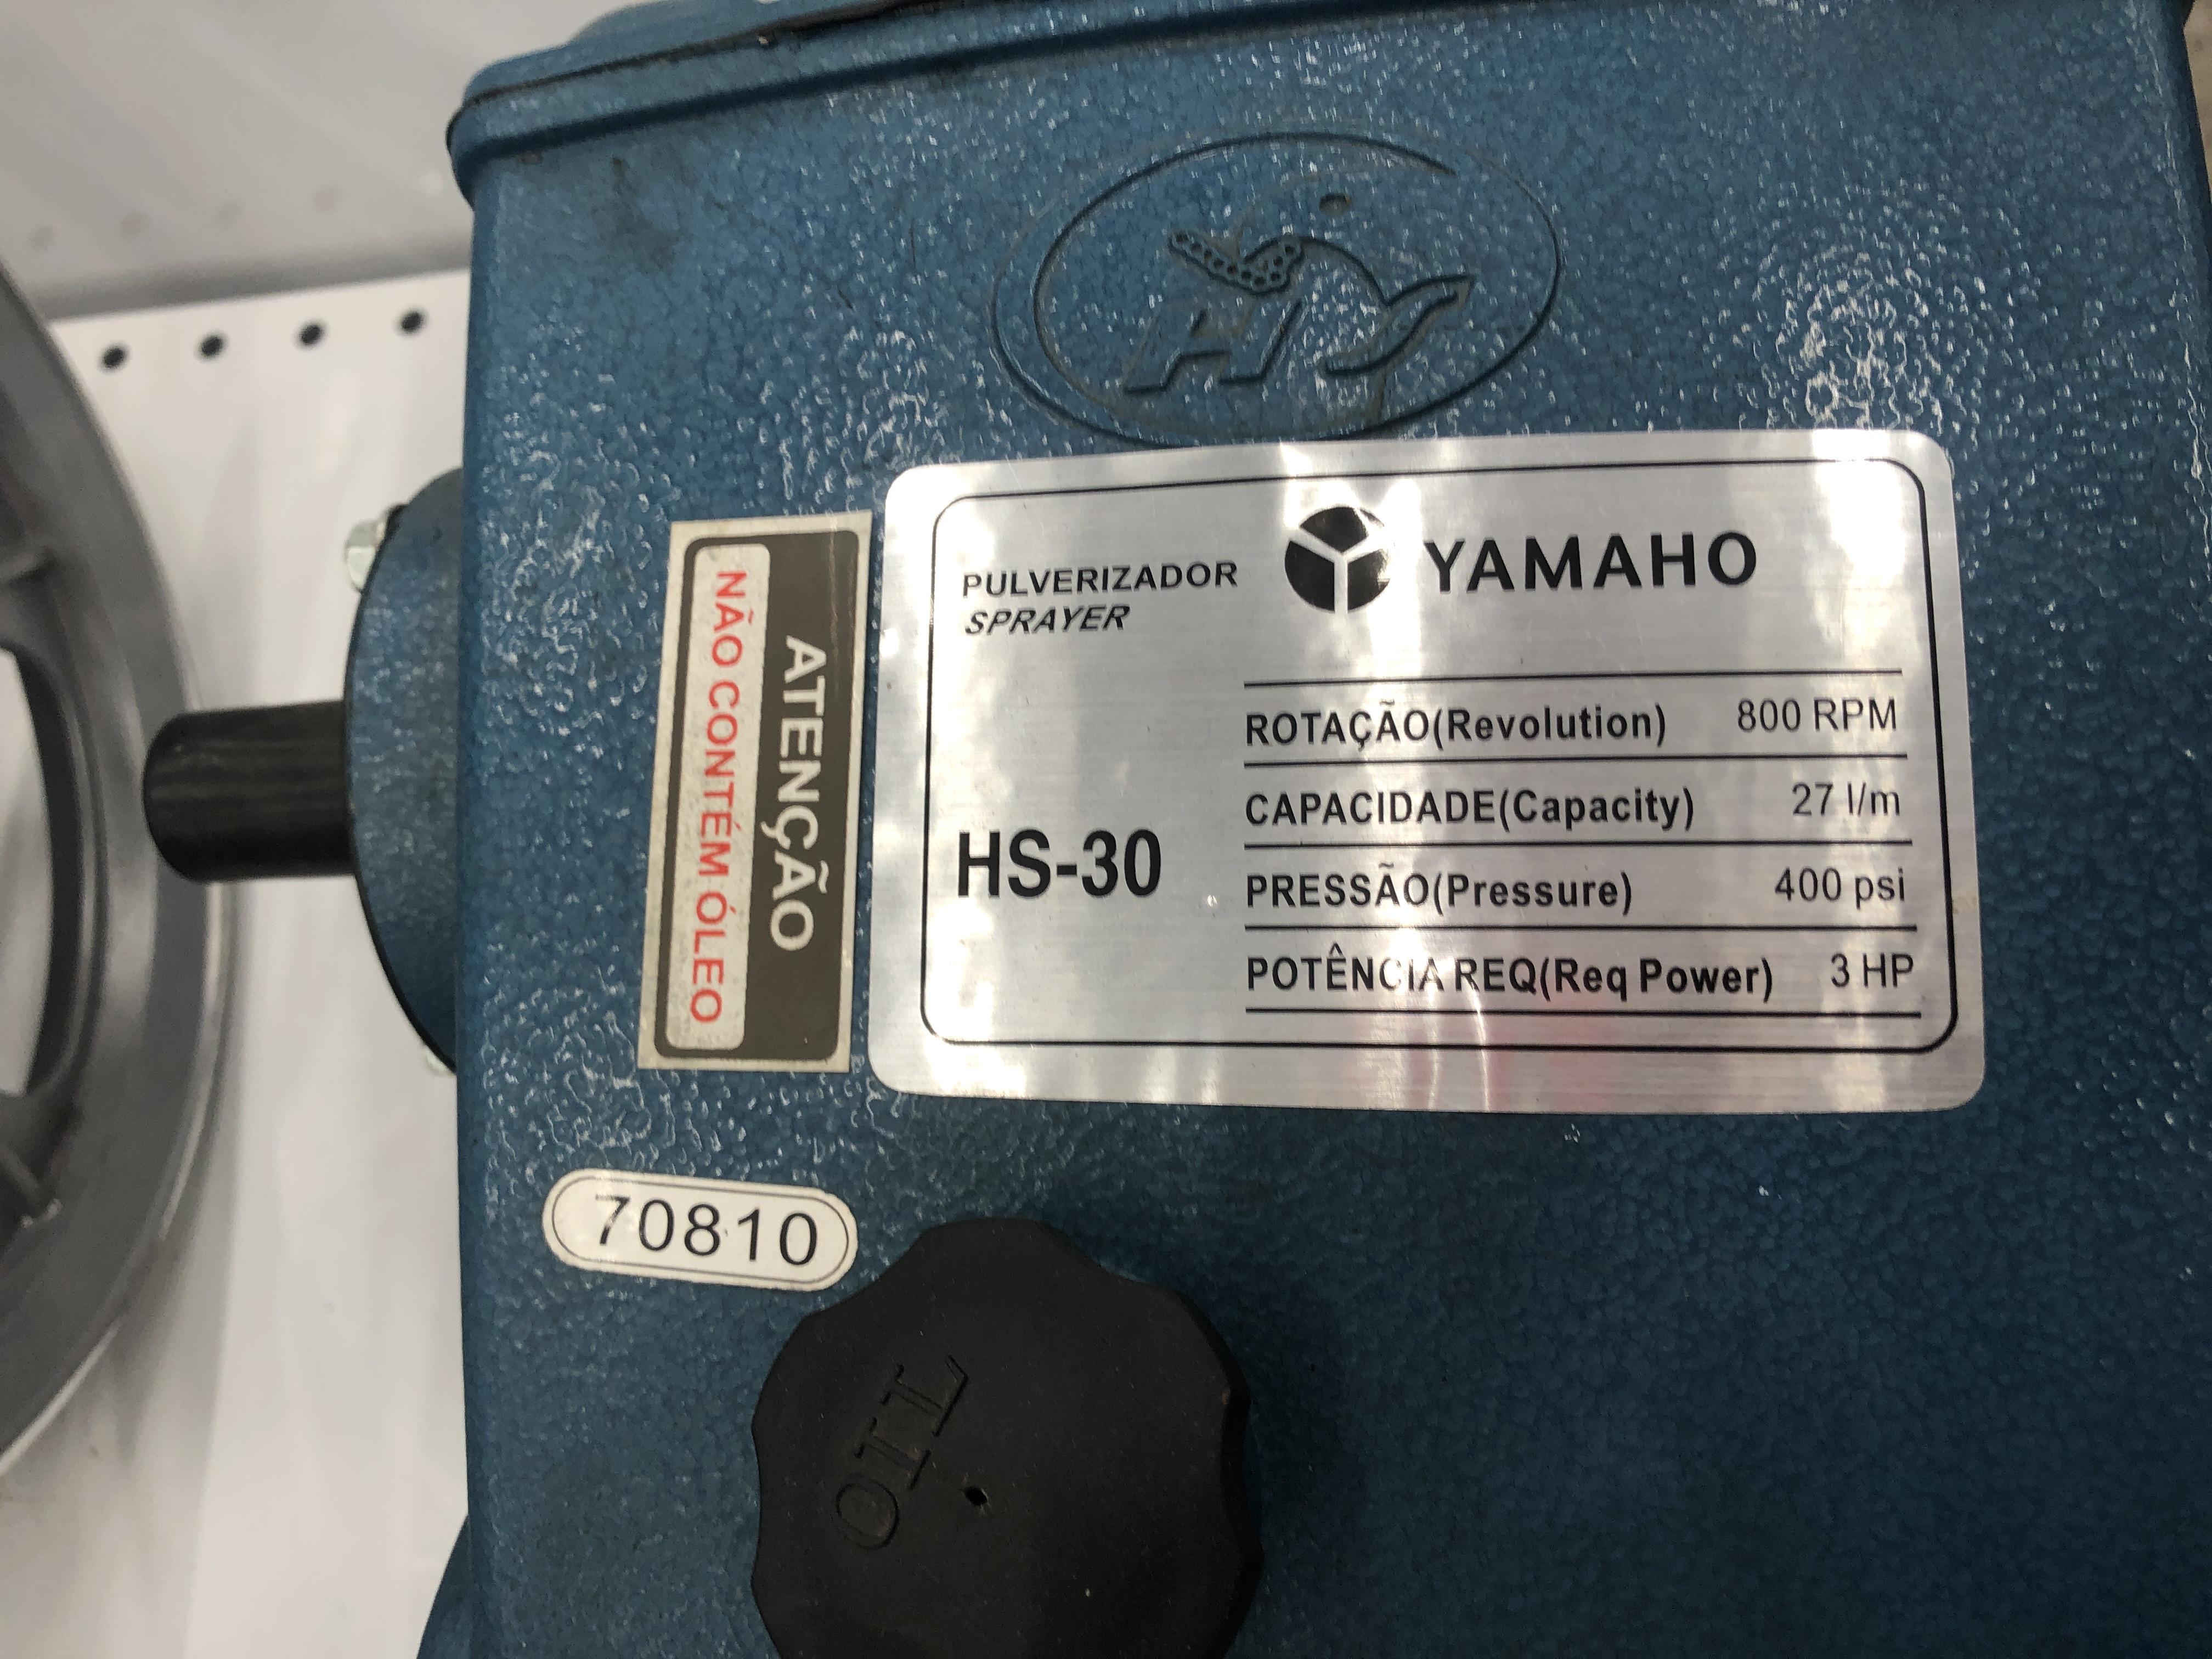 HY
PULVERIZADOR
SPRAYER
YAMAHO
HS-30
ROTAÇÃO(Revolution) 800 RPM
CAPACIDADE(Capacity) 27 l/m
PRESSÃO(Pressure) 400 psi
POTÊNCIA REQ(Req Power) 3 HP
ATENÇÃO
NÃO CONTÉM ÓLEO
70810
OIL